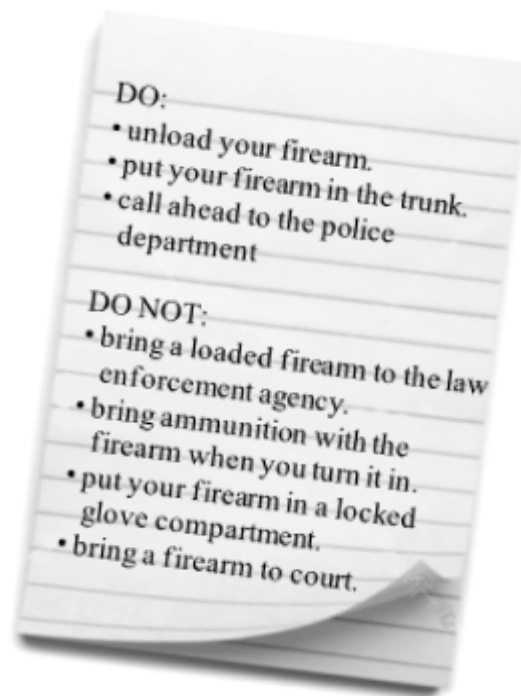 DO:
• unload your firearm.
• put your firearm in the trunk.
• call ahead to the police
department
DO NOT:
• bring a loaded firearm to the law
enforcement agency.
• bring ammunition with the
firearm when you turn it in.
• put your firearm in a locked
glove compartment.
• bring a firearm to court.